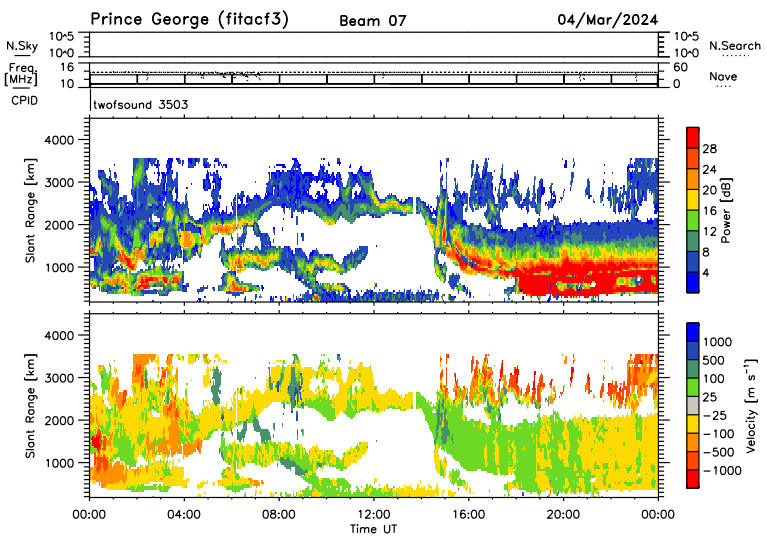 Prince George (fitacf3) Beam 07 04/Mar/2024
N.Sky 10^5 10^0 10^5 10^0 N.Search
Freq. [MHz] 16 10 60 0 Nave
CPID twofsound 3503
Slant Range [km] 4000 3000 2000 1000
Power [dB] 28 24 20 16 12 8 4
Slant Range [km] 4000 3000 2000 1000
Velocity [m s⁻¹] 1000 500 100 25 −25 −100 −500 −1000
00:00 04:00 08:00 12:00 16:00 20:00 00:00
Time UT